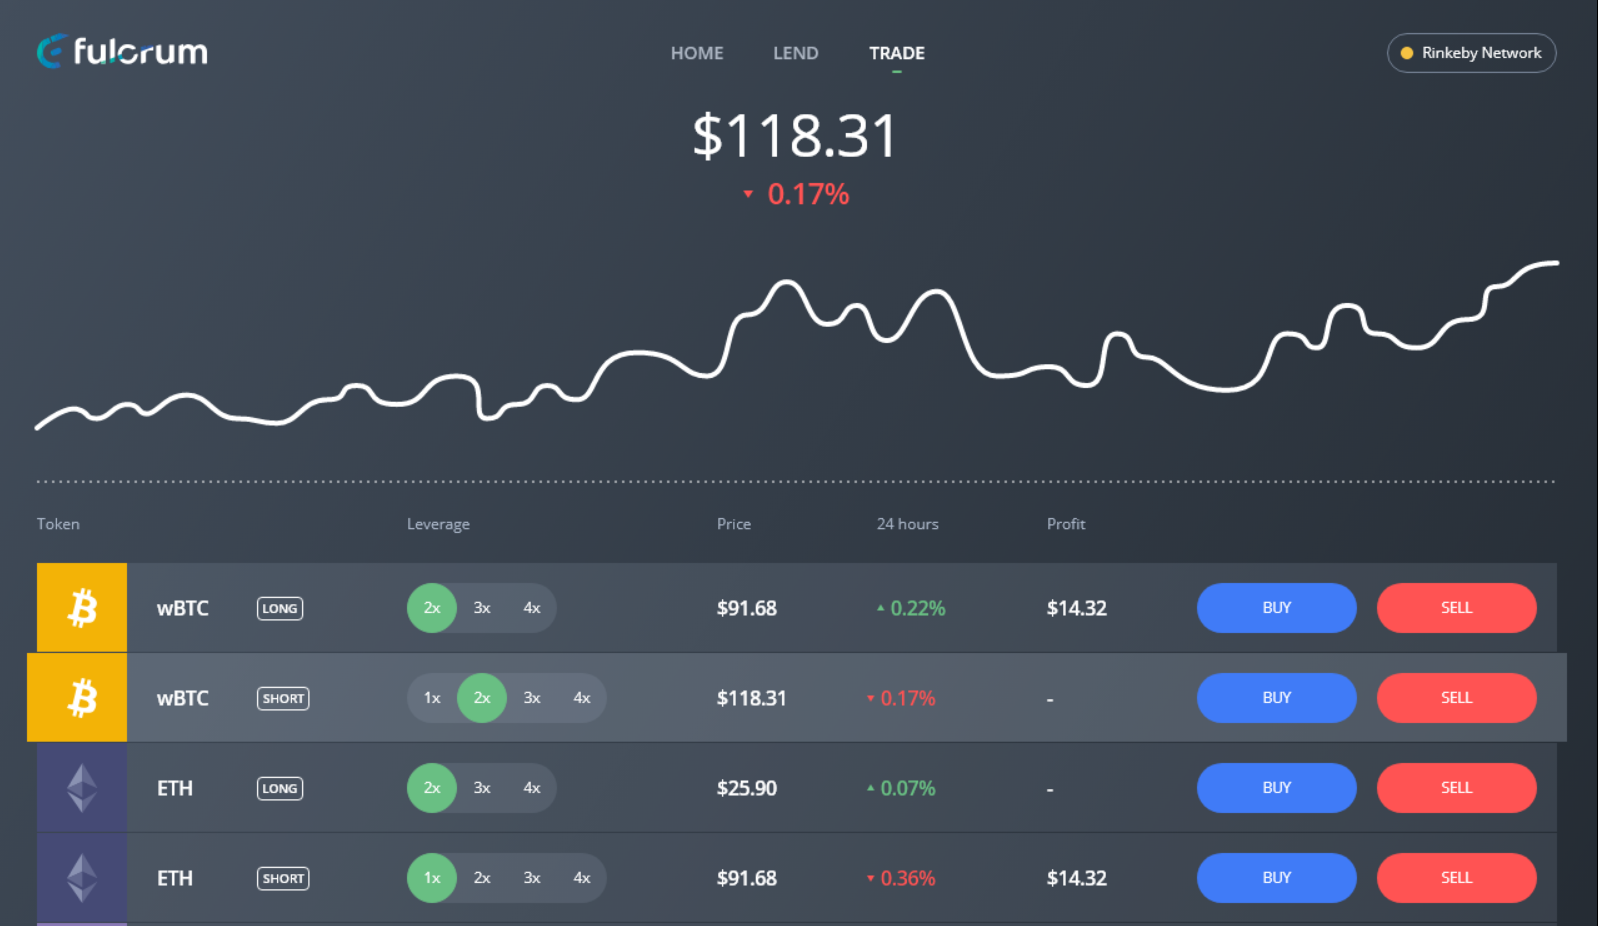 fulcrum HOME LEND TRADE Rinkeby Network
$118.31
0.17%
Token Leverage Price 24 hours Profit
wBTC LONG 2x 3x 4x $91.68 0.22% $14.32 BUY SELL
wBTC SHORT 1x 2x 3x 4x $118.31 0.17% - BUY SELL
ETH LONG 2x 3x 4x $25.90 0.07% - BUY SELL
ETH SHORT 1x 2x 3x 4x $91.68 0.36% $14.32 BUY SELL